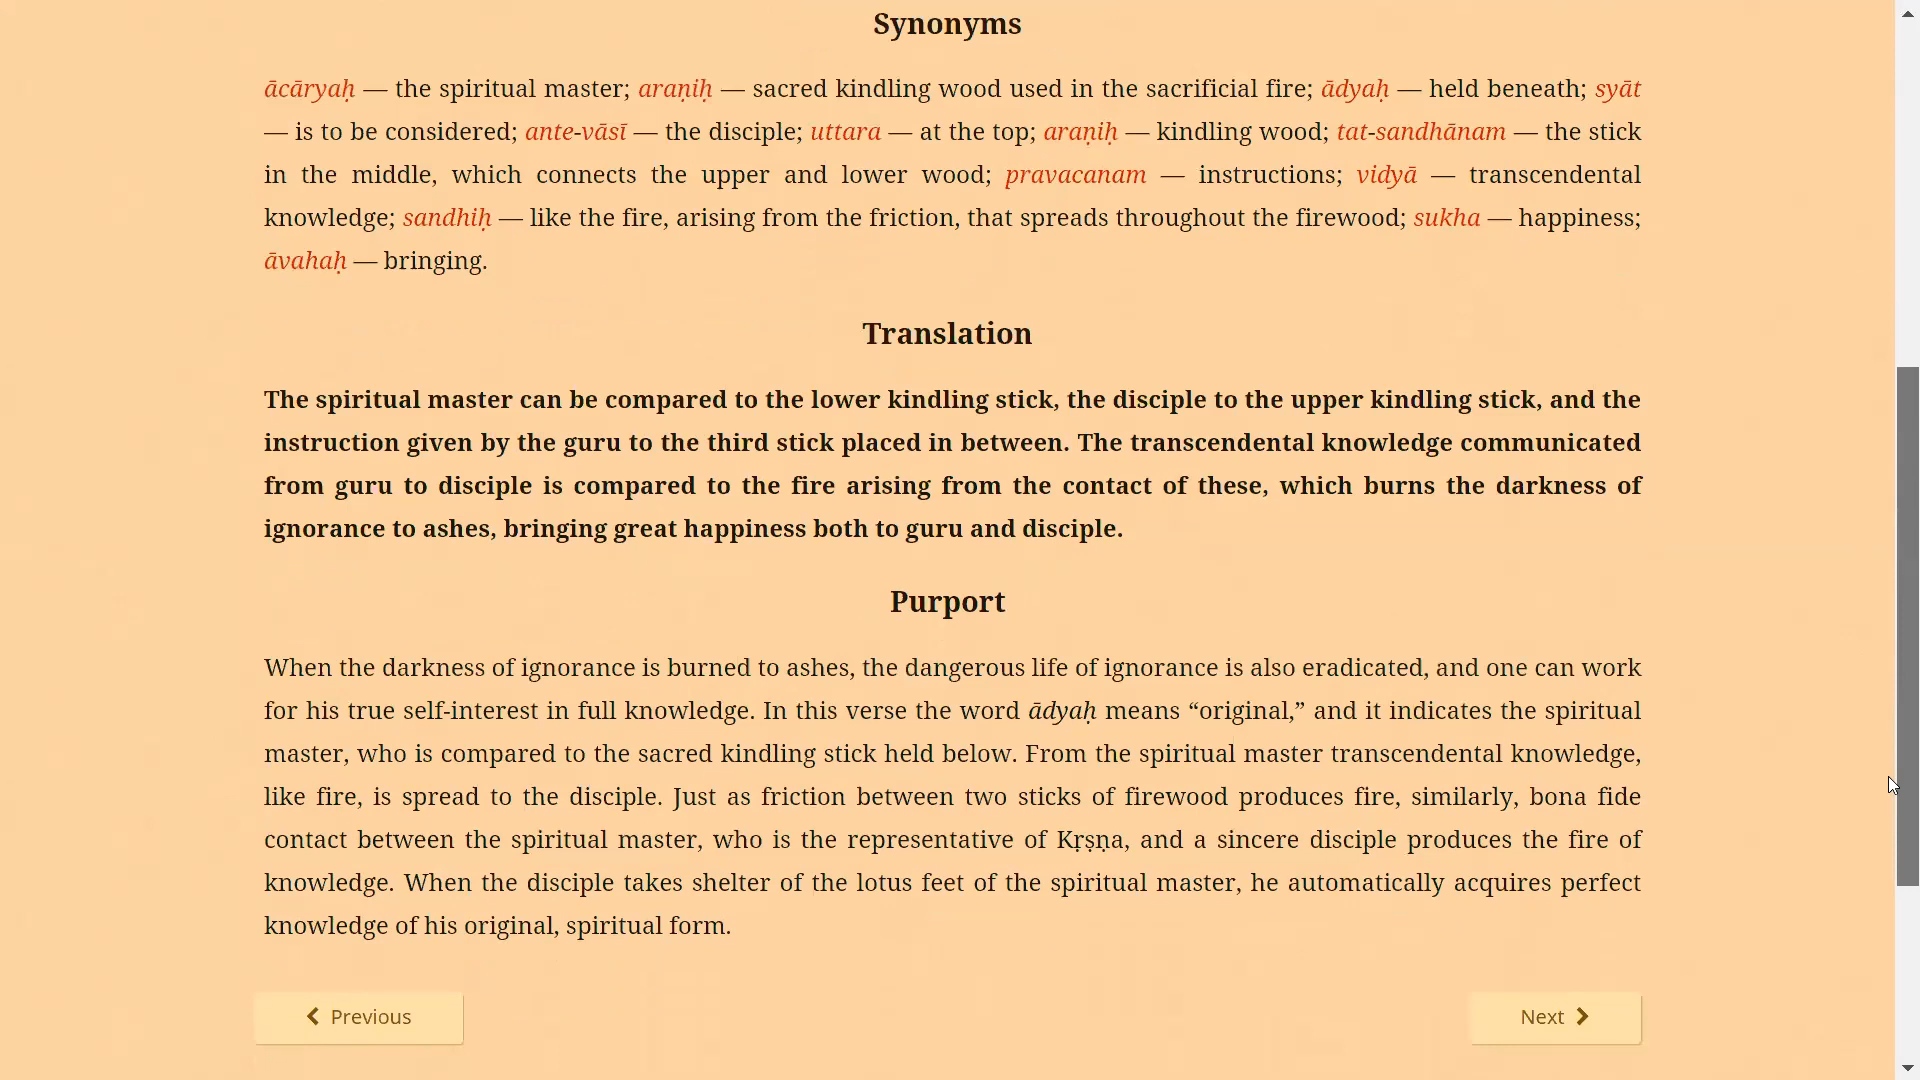 Synonyms
ācāryaḥ — the spiritual master; araṇiḥ — sacred kindling wood used in the sacrificial fire; ādyaḥ — held beneath; syāt
— is to be considered; ante-vāsī — the disciple; uttara — at the top; araṇiḥ — kindling wood; tat-sandhānam — the stick
in the middle, which connects the upper and lower wood; pravacanam — instructions; vidyā — transcendental
knowledge; sandhiḥ — like the fire, arising from the friction, that spreads throughout the firewood; sukha — happiness;
āvahaḥ — bringing.
Translation
The spiritual master can be compared to the lower kindling stick, the disciple to the upper kindling stick, and the
instruction given by the guru to the third stick placed in between. The transcendental knowledge communicated
from guru to disciple is compared to the fire arising from the contact of these, which burns the darkness of
ignorance to ashes, bringing great happiness both to guru and disciple.
Purport
When the darkness of ignorance is burned to ashes, the dangerous life of ignorance is also eradicated, and one can work
for his true self-interest in full knowledge. In this verse the word ādyaḥ means “original,” and it indicates the spiritual
master, who is compared to the sacred kindling stick held below. From the spiritual master transcendental knowledge,
like fire, is spread to the disciple. Just as friction between two sticks of firewood produces fire, similarly, bona fide
contact between the spiritual master, who is the representative of Kṛṣṇa, and a sincere disciple produces the fire of
knowledge. When the disciple takes shelter of the lotus feet of the spiritual master, he automatically acquires perfect
knowledge of his original, spiritual form.
Previous
Next